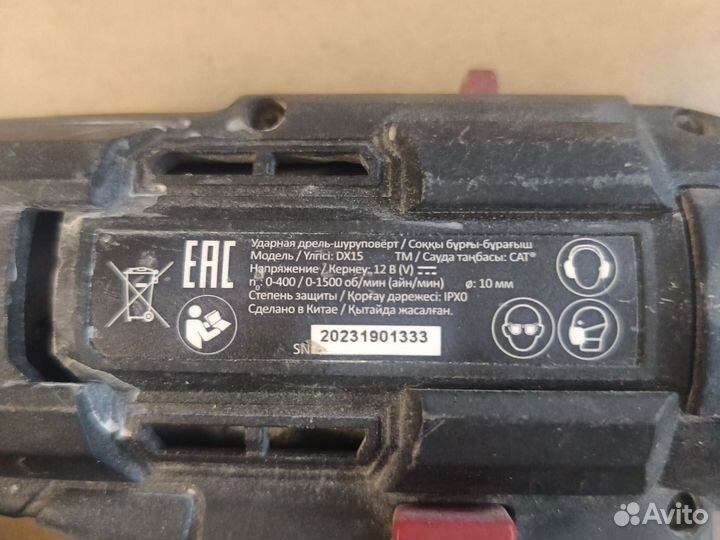 EAC
Ударная дрель-шуруповёрт / Соққы бұрғы-бұрағыш
Модель / Үлгісі: DX15 TM / Сауда таңбасы: CAT®
Напряжение / Кернеу: 12 В (V)
n₀: 0-400 / 0-1500 об/мин (айн/мин) ø: 10 мм
Степень защиты / Қорғау дәрежесі: IPX0
Сделано в Китае / Қытайда жасалған.
SN: 20231901333
Avito